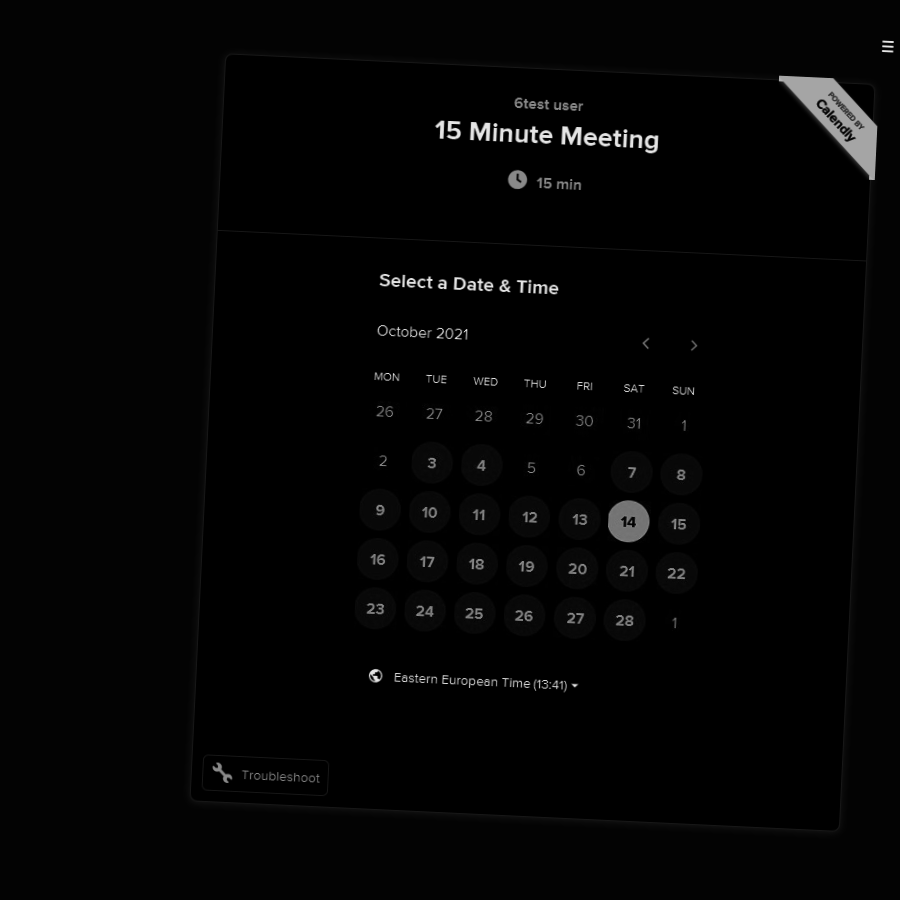 6test user
15 Minute Meeting
15 min
POWERED BY
Calendly
Select a Date & Time
October 2021
MON TUE WED THU FRI SAT SUN
26 27 28 29 30 31 1
2 3 4 5 6 7 8
9 10 11 12 13 14 15
16 17 18 19 20 21 22
23 24 25 26 27 28 1
Eastern European Time (13:41)
Troubleshoot